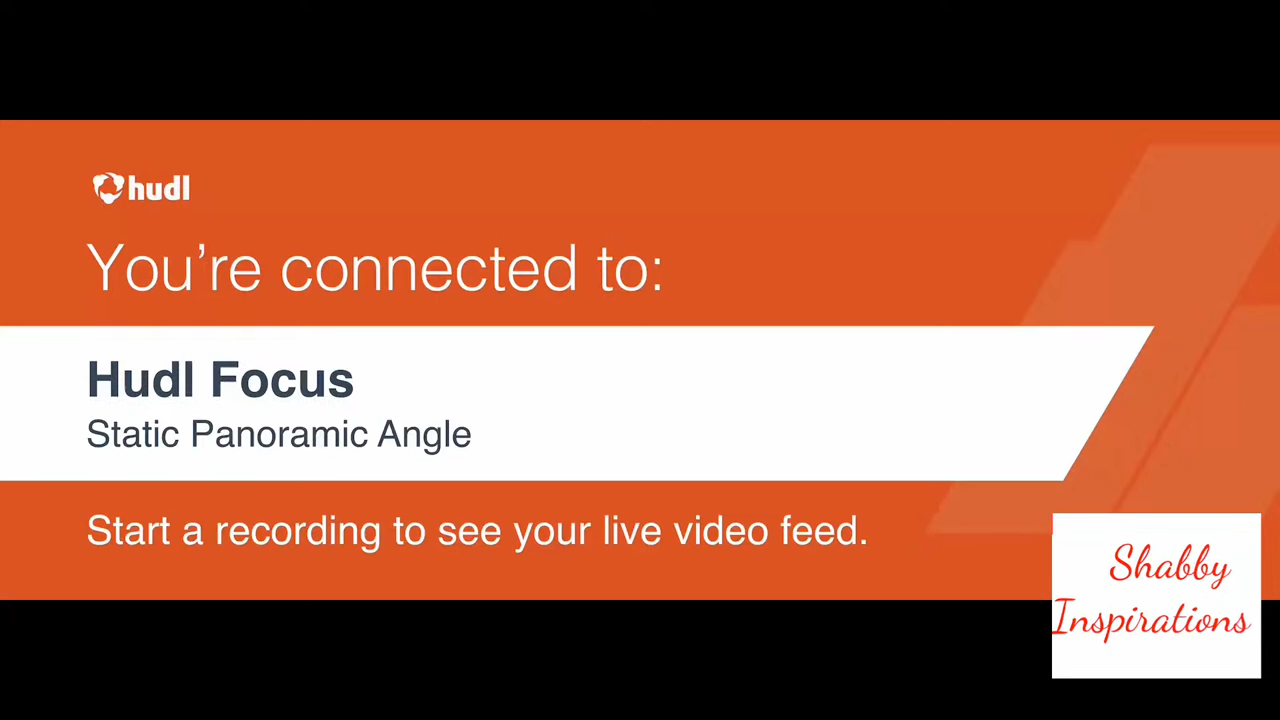 hudl
You’re connected to:
Hudl Focus
Static Panoramic Angle
Start a recording to see your live video feed.
Shabby
Inspirations